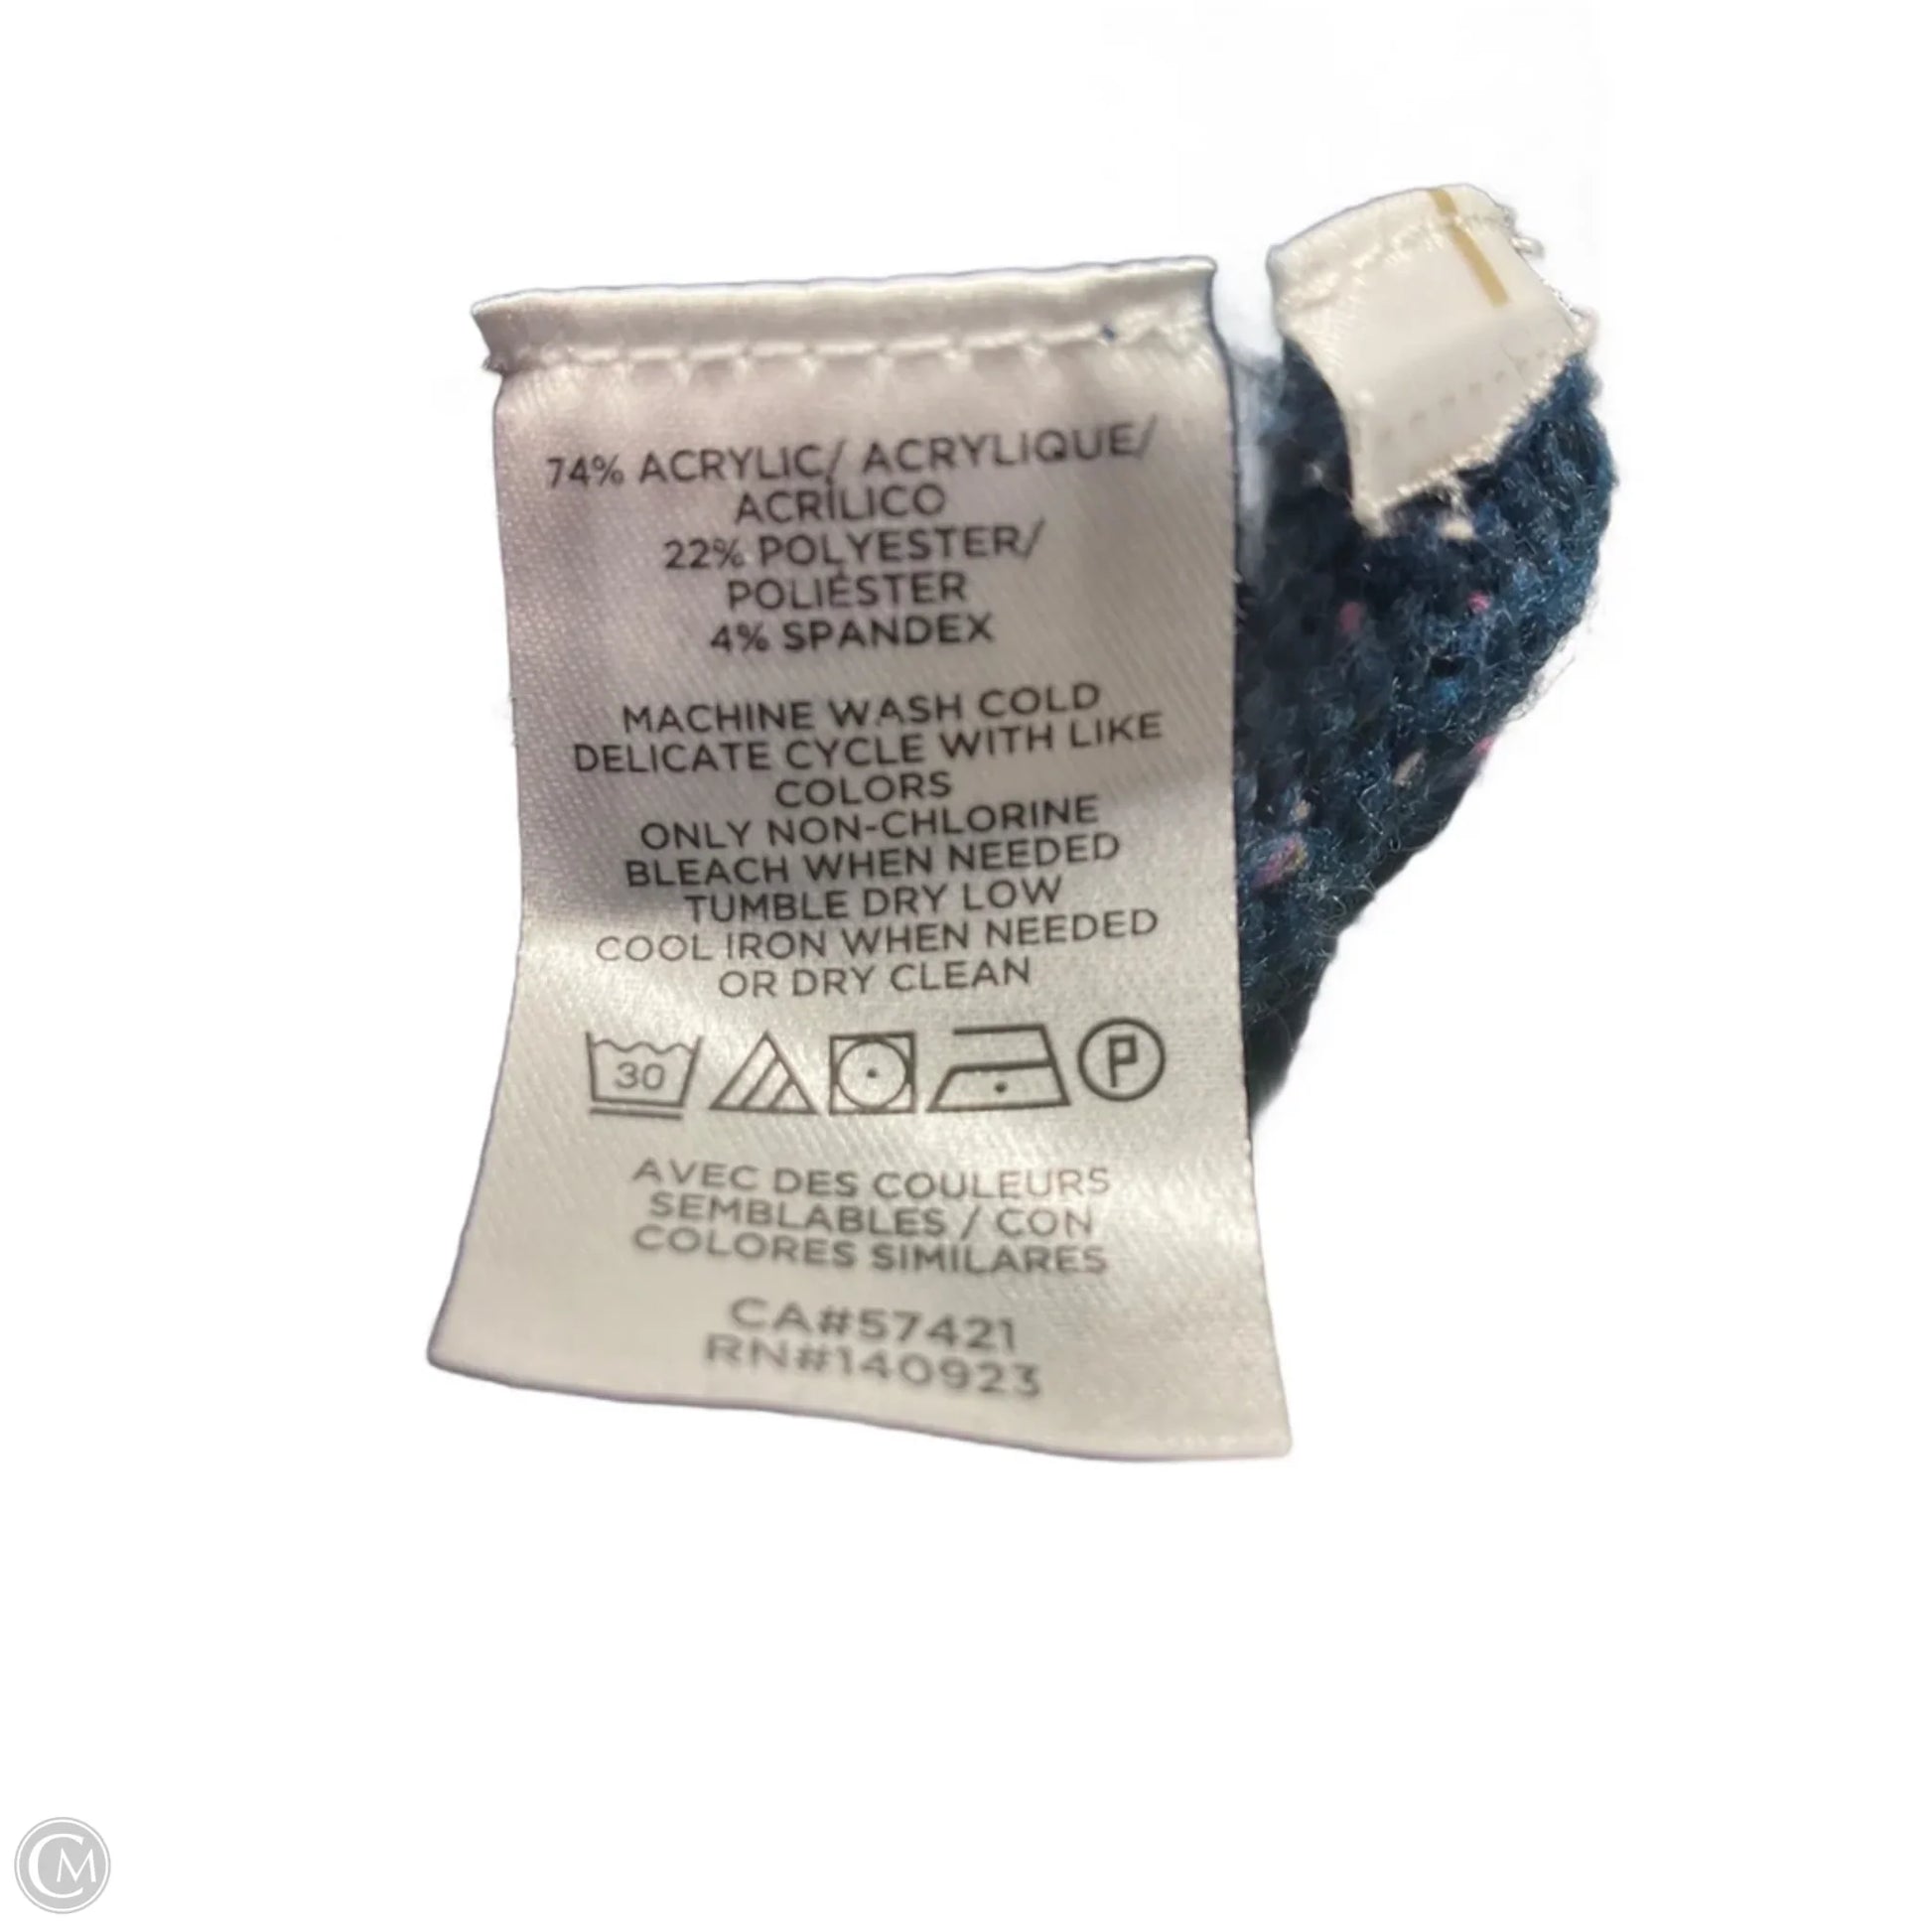 74% ACRYLIC/ ACRYLIQUE/
ACRÍLICO
22% POLYESTER/
POLIÉSTER
4% SPANDEX
MACHINE WASH COLD
DELICATE CYCLE WITH LIKE
COLORS
ONLY NON-CHLORINE
BLEACH WHEN NEEDED
TUMBLE DRY LOW
COOL IRON WHEN NEEDED
OR DRY CLEAN
30 P
AVEC DES COULEURS
SEMBLABLES / CON
COLORES SIMILARES
CA#57421
RN#140923
CM